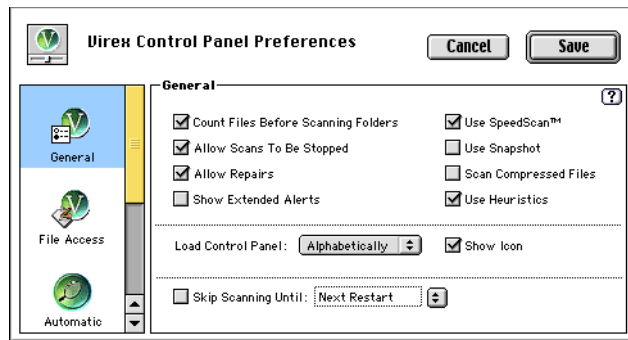 Virex Control Panel Preferences
Cancel
Save
General
File Access
Automatic
General
?
Count Files Before Scanning Folders
Use SpeedScan™
Allow Scans To Be Stopped
Use Snapshot
Allow Repairs
Scan Compressed Files
Show Extended Alerts
Use Heuristics
Load Control Panel: Alphabetically
Show Icon
Skip Scanning Until: Next Restart